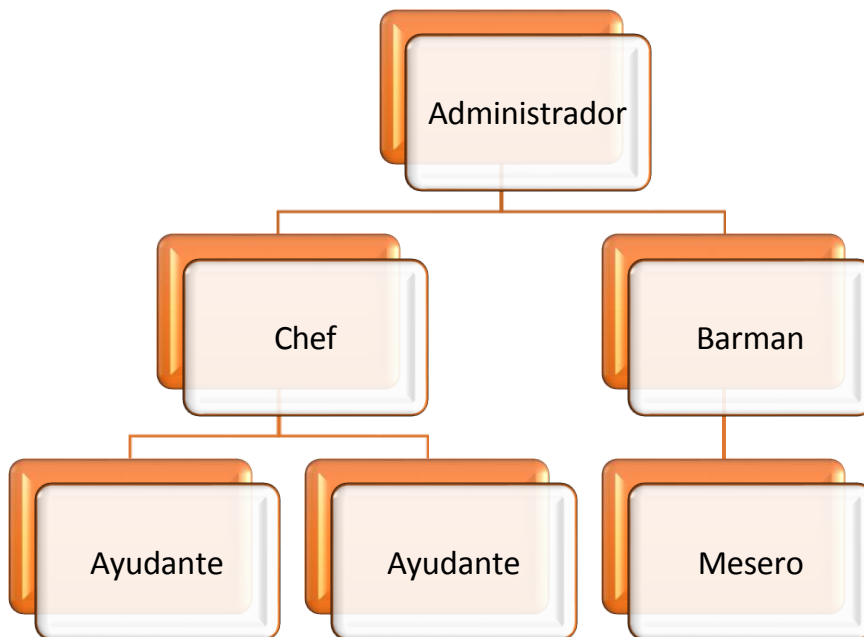 Administrador
Chef
Barman
Ayudante
Ayudante
Mesero